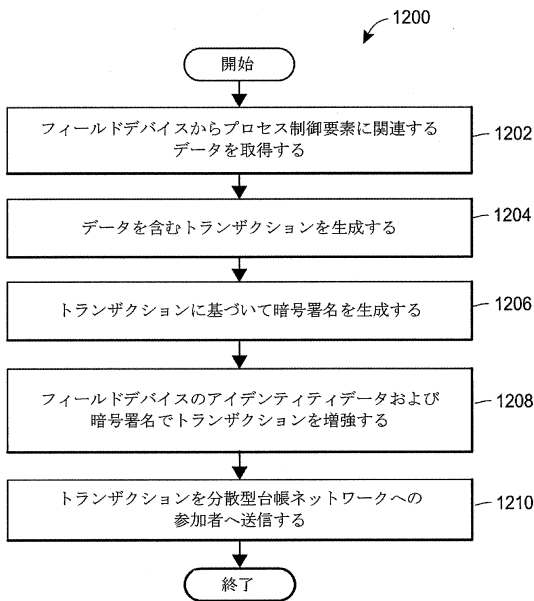 1200
開始
フィールドデバイスからプロセス制御要素に関連する
データを取得する
1202
データを含むトランザクションを生成する
1204
トランザクションに基づいて暗号署名を生成する
1206
フィールドデバイスのアイデンティティデータおよび
暗号署名でトランザクションを増強する
1208
トランザクションを分散型台帳ネットワークへの
参加者へ送信する
1210
終了